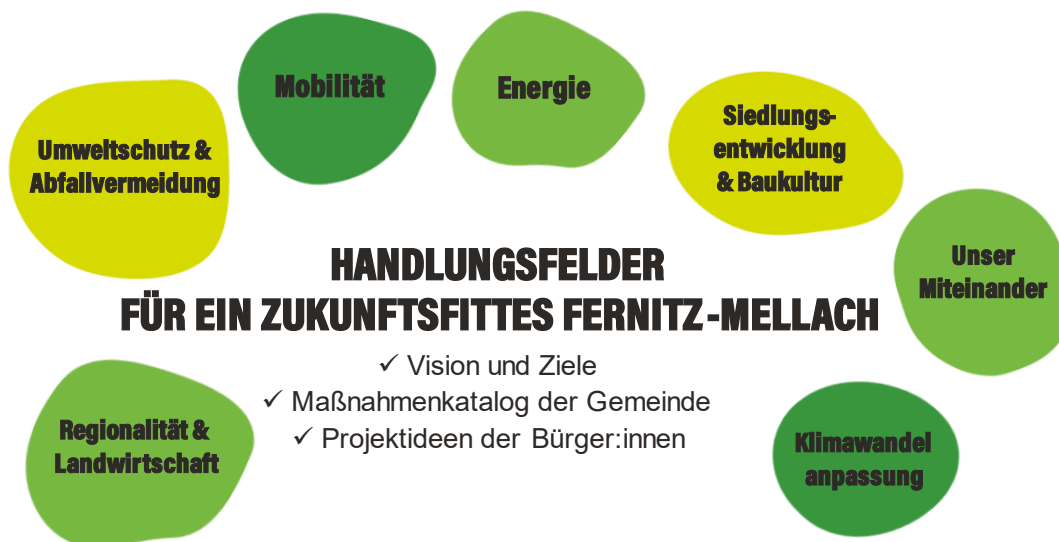 Mobilität
Energie
Umweltschutz &
Abfallvermeidung
Siedlungs-
entwicklung
& Baukultur
Unser
Miteinander
HANDLUNGSFELDER
FÜR EIN ZUKUNFTSFITTES FERNITZ-MELLACH
✓ Vision und Ziele
✓ Maßnahmenkatalog der Gemeinde
✓ Projektideen der Bürger:innen
Regionalität &
Landwirtschaft
Klimawandel
anpassung